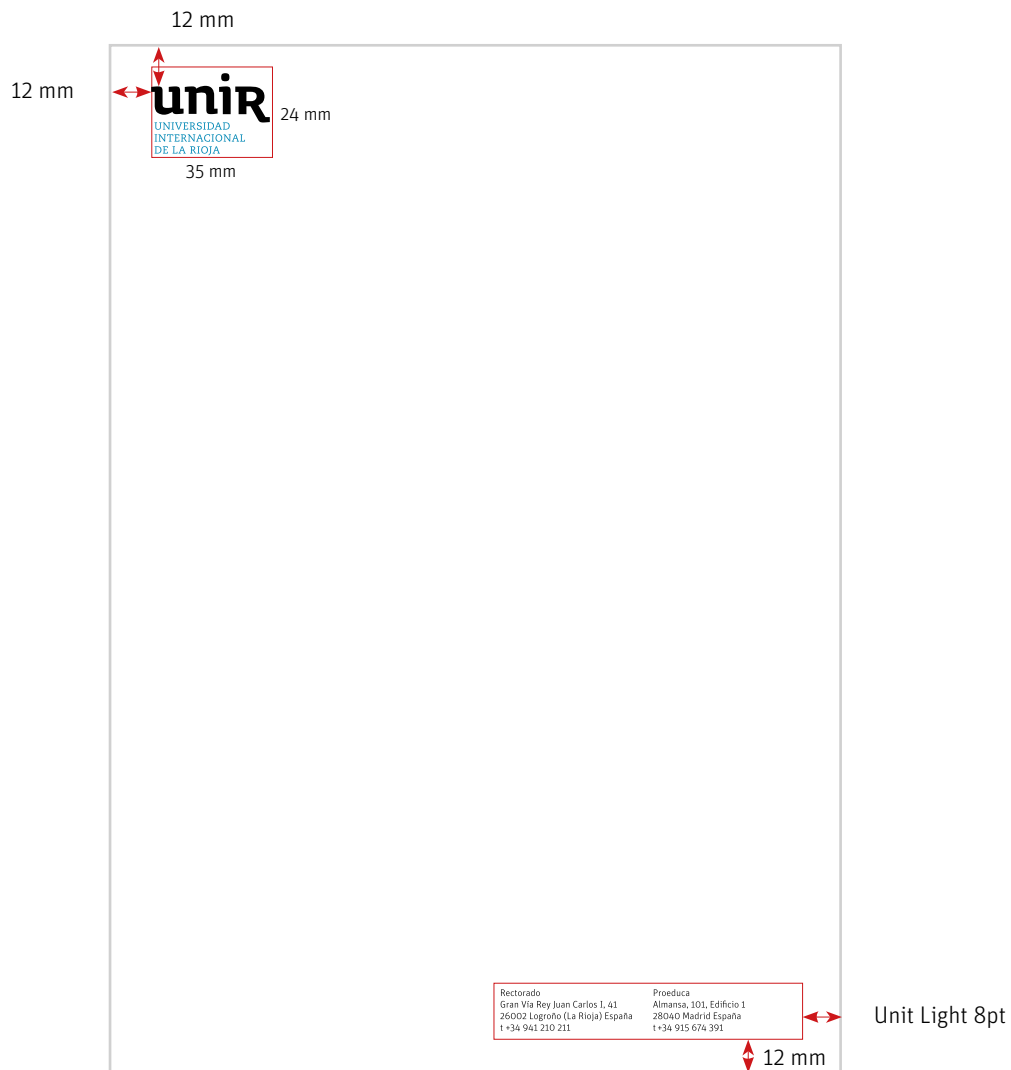 12 mm
12 mm
uniR
24 mm
UNIVERSIDAD
INTERNACIONAL
DE LA RIOJA
35 mm
Rectorado
Gran Vía Rey Juan Carlos I, 41
26002 Logroño (La Rioja) España
t +34 941 210 211
Proeduca
Almansa, 101, Edificio 1
28040 Madrid España
t +34 915 674 391
Unit Light 8pt
12 mm